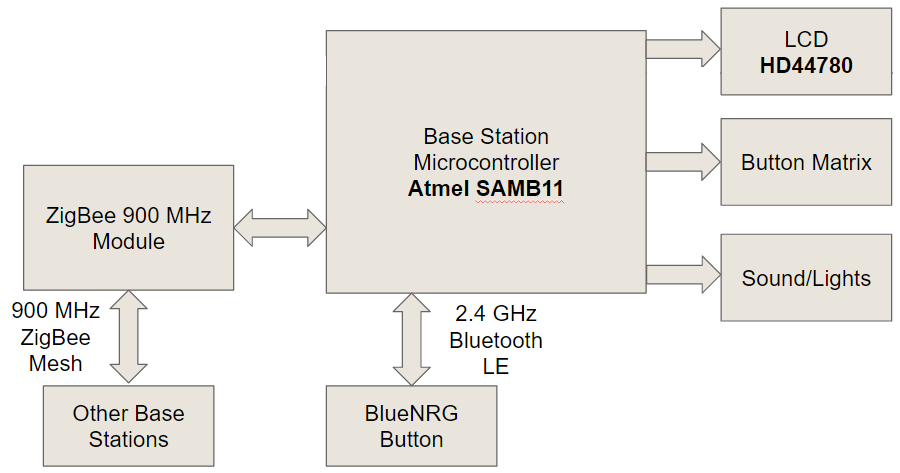 LCD
HD44780
Base Station
Microcontroller
Atmel SAMB11
Button Matrix
ZigBee 900 MHz
Module
Sound/Lights
900 MHz
ZigBee
Mesh
2.4 GHz
Bluetooth
LE
Other Base
Stations
BlueNRG
Button